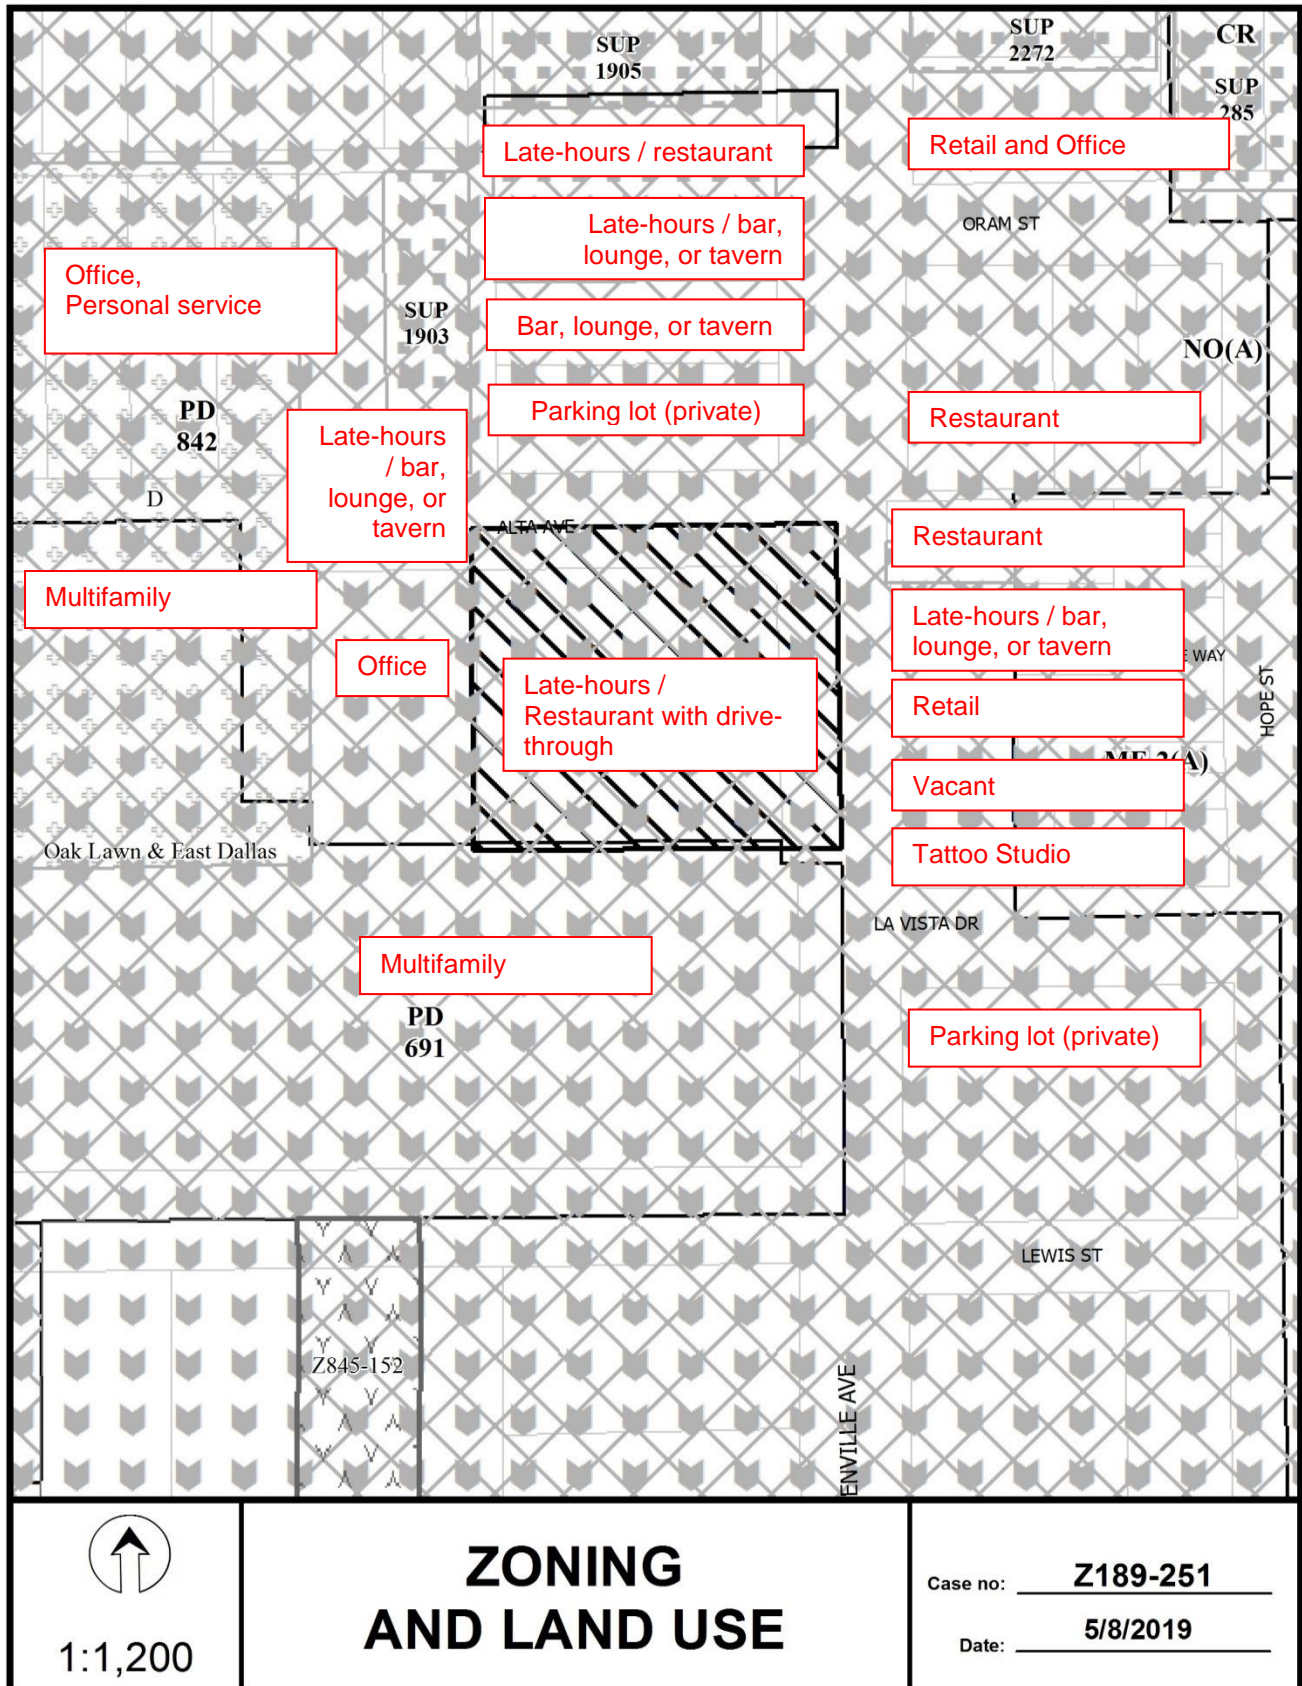 SUP
1905
SUP
2272
CR
SUP
285
Late-hours / restaurant
Retail and Office
Late-hours / bar,
lounge, or tavern
ORAM ST
Office,
Personal service
SUP
1903
Bar, lounge, or tavern
NO(A)
Parking lot (private)
Restaurant
PD
842
Late-hours
/ bar,
lounge, or
tavern
D
ALTA AVE
Restaurant
Multifamily
Late-hours / bar,
lounge, or tavern
E WAY
HOPE ST
Office
Late-hours /
Restaurant with drive-
through
Retail
MF-2(A)
Vacant
Tattoo Studio
Oak Lawn & East Dallas
LA VISTA DR
Multifamily
PD
691
Parking lot (private)
LEWIS ST
Z845-152
ENVILLE AVE
1:1,200
ZONING
AND LAND USE
Case no: Z189-251
Date: 5/8/2019